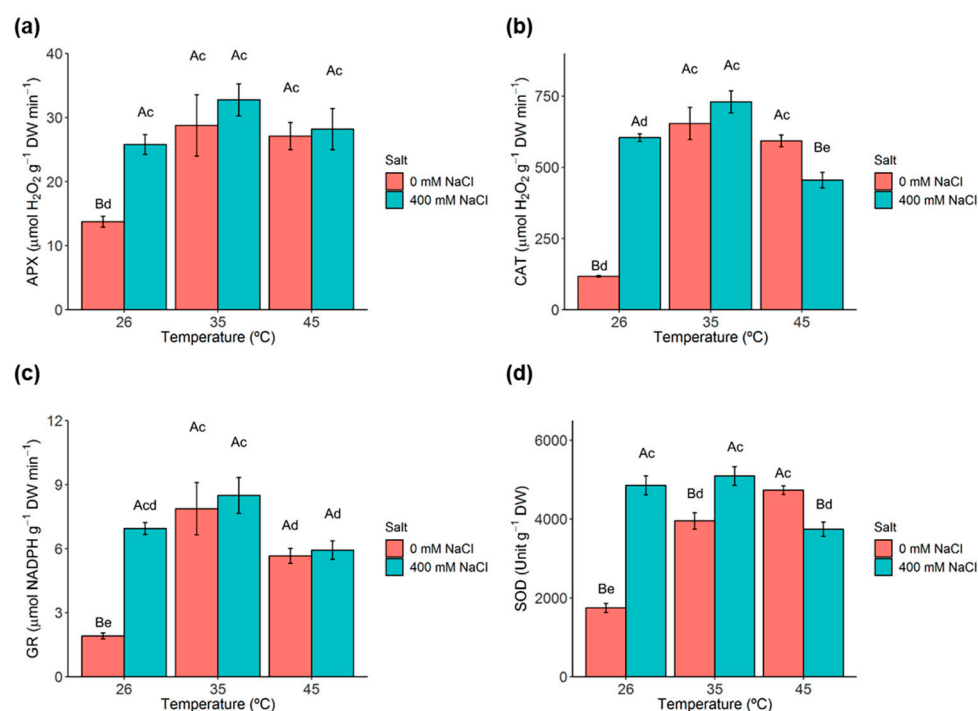 (a)
40
30
20
10
0
APX (μmol H₂O₂ g⁻¹ DW min⁻¹)
Bd
Ac
Ac
Ac
Ac
Ac
26
35
45
Temperature (ºC)
Salt
0 mM NaCl
400 mM NaCl
(b)
750
500
250
0
CAT (μmol H₂O₂ g⁻¹ DW min⁻¹)
Bd
Ad
Ac
Ac
Ac
Be
26
35
45
Temperature (ºC)
Salt
0 mM NaCl
400 mM NaCl
(c)
12
9
6
3
0
GR (μmol NADPH g⁻¹ DW min⁻¹)
Be
Acd
Ac
Ac
Ad
Ad
26
35
45
Temperature (ºC)
Salt
0 mM NaCl
400 mM NaCl
(d)
6000
4000
2000
0
SOD (Unit g⁻¹ DW)
Be
Ac
Bd
Ac
Ac
Bd
26
35
45
Temperature (ºC)
Salt
0 mM NaCl
400 mM NaCl